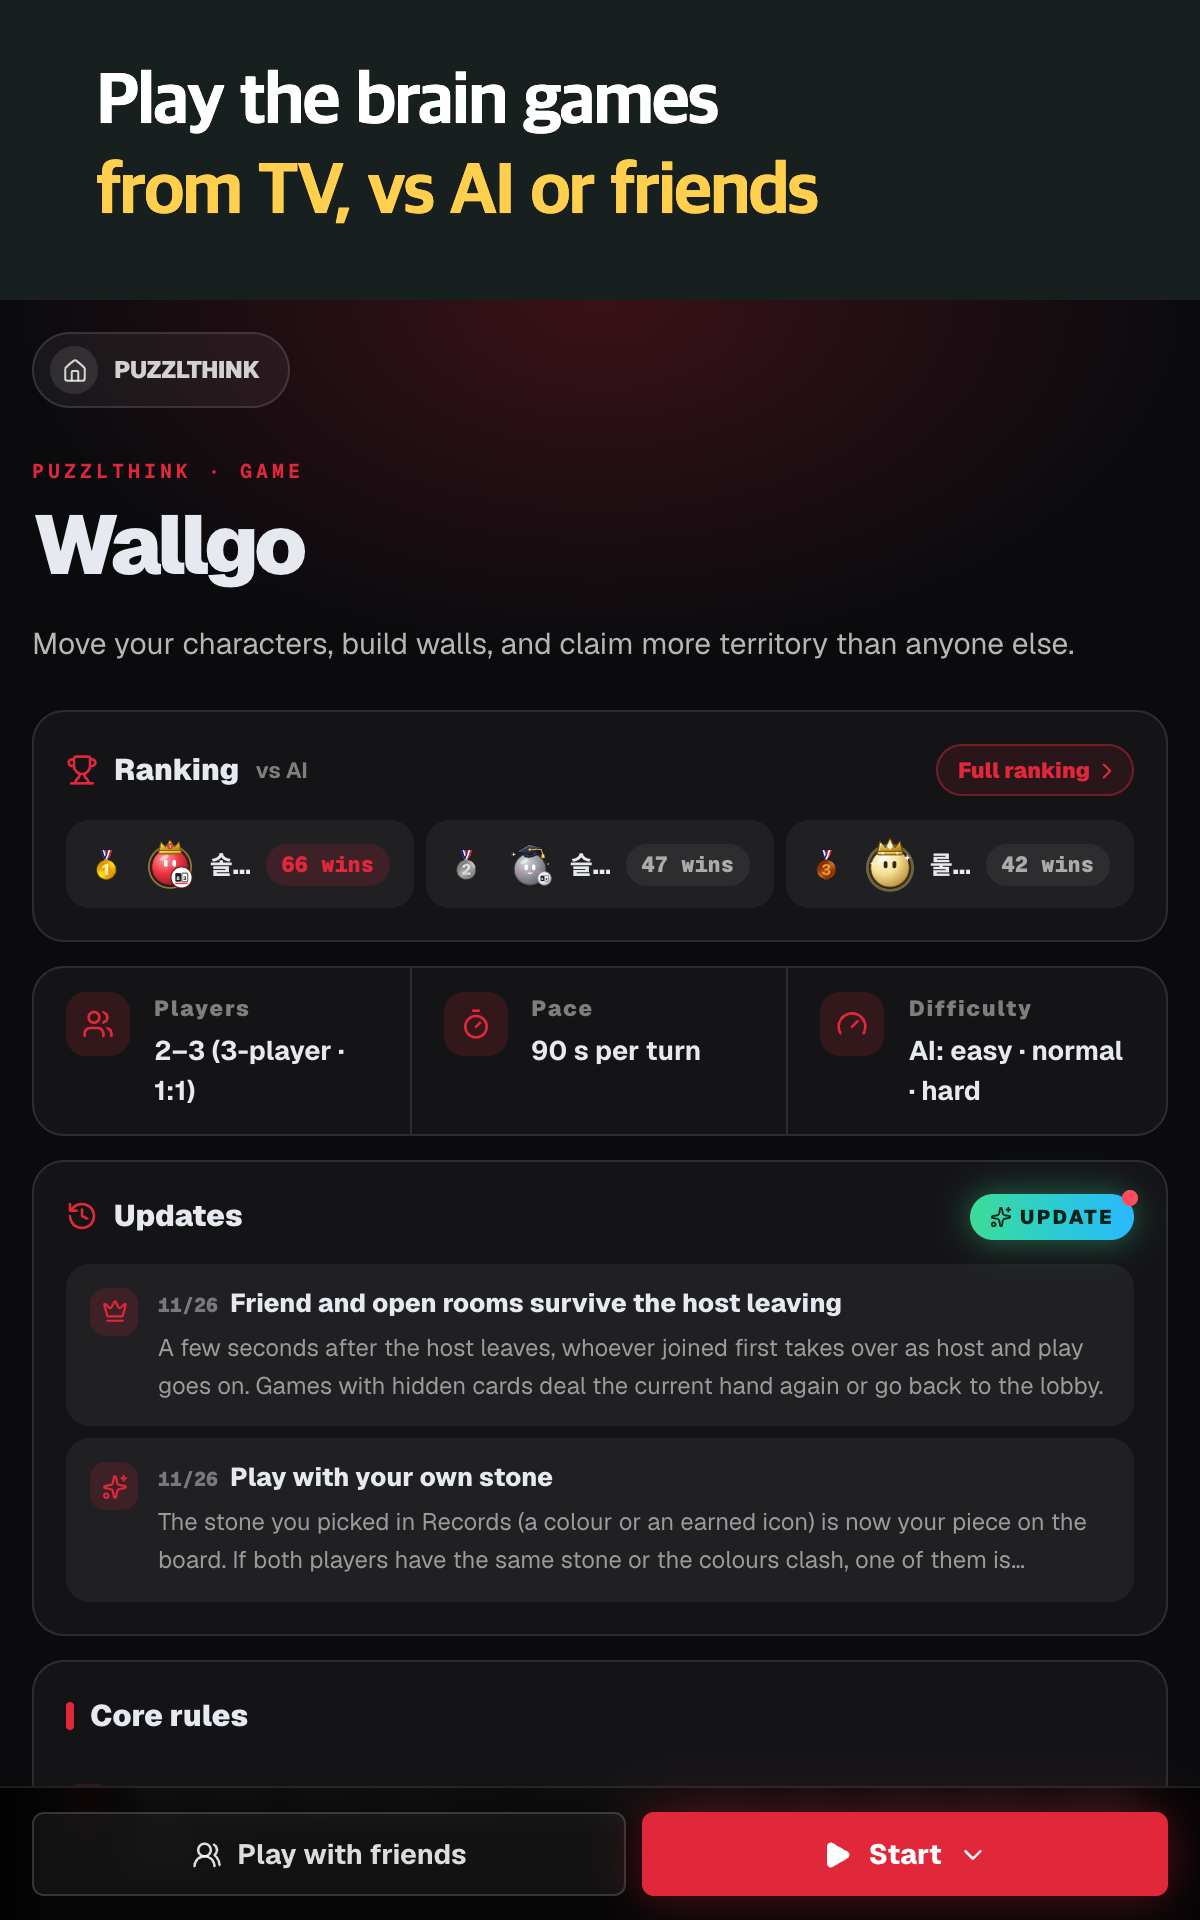 Play the brain games
from TV, vs AI or friends
PUZZLTHINK
PUZZLTHINK · GAME
Wallgo
Move your characters, build walls, and claim more territory than anyone else.
Ranking vs AI
Full ranking
1 솔... 66 wins
2 슬... 47 wins
3 룰... 42 wins
Players
2–3 (3-player ·
1:1)
Pace
90 s per turn
Difficulty
AI: easy · normal
· hard
Updates
UPDATE
11/26 Friend and open rooms survive the host leaving
A few seconds after the host leaves, whoever joined first takes over as host and play
goes on. Games with hidden cards deal the current hand again or go back to the lobby.
11/26 Play with your own stone
The stone you picked in Records (a colour or an earned icon) is now your piece on the
board. If both players have the same stone or the colours clash, one of them is...
Core rules
Play with friends
Start